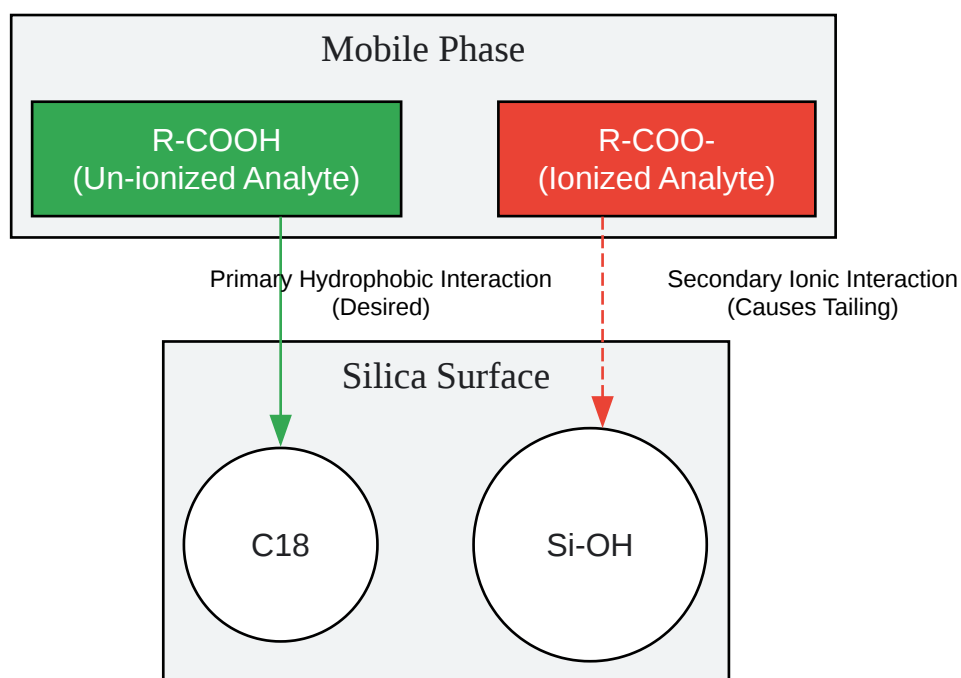 Mobile Phase
R-COOH
(Un-ionized Analyte)
R-COO-
(Ionized Analyte)
Primary Hydrophobic Interaction
(Desired)
Secondary Ionic Interaction
(Causes Tailing)
Silica Surface
C18
Si-OH